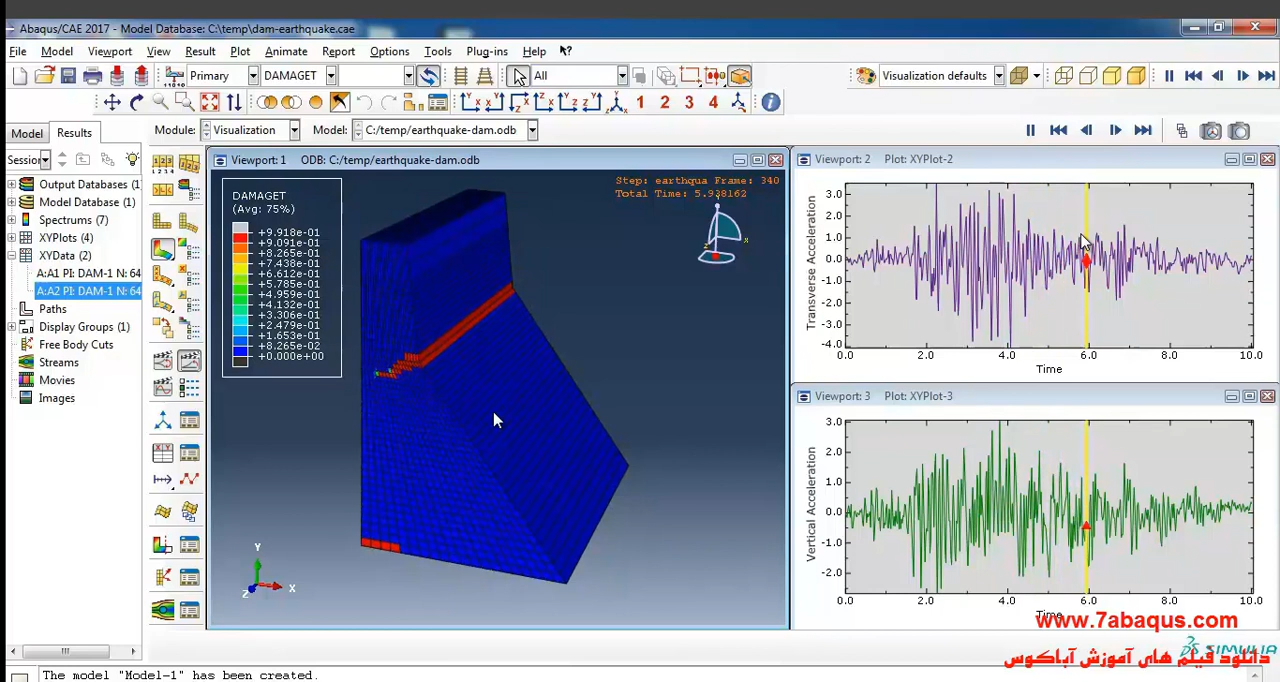 Abaqus/CAE 2017 - Model Database: C:\temp\dam-earthquake.cae
File Model Viewport View Result Plot Animate Report Options Tools Plug-ins Help
Primary DAMAGET All Visualization defaults
1 2 3 4
Model Results Module: Visualization Model: C:/temp/earthquake-dam.odb
Sessio
Output Databases (1
Model Database (1)
Spectrums (7)
XYPlots (4)
XYData (2)
A:A1 PI: DAM-1 N: 64
A:A2 PI: DAM-1 N: 64
Paths
Display Groups (1)
Free Body Cuts
Streams
Movies
Images
Viewport: 1 ODB: C:/temp/earthquake-dam.odb
DAMAGET
(Avg: 75%)
+9.918e-01
+9.091e-01
+8.265e-01
+7.438e-01
+6.612e-01
+5.785e-01
+4.959e-01
+4.132e-01
+3.306e-01
+2.479e-01
+1.653e-01
+8.265e-02
+0.000e+00
Step: earthqua Frame: 340
Total Time: 5.938162
Y
X
Z
Viewport: 2 Plot: XYPlot-2
Transverse Acceleration
3.0
2.0
1.0
0.0
-1.0
-2.0
-3.0
-4.0
0.0 2.0 4.0 6.0 8.0 10.0
Time
Viewport: 3 Plot: XYPlot-3
Vertical Acceleration
3.0
2.0
1.0
0.0
-1.0
-2.0
0.0 2.0 4.0 6.0 8.0 10.0
Time
www.7abaqus.com
SIMULIA
دانلود فیلم های آموزش آباکوس
The model "Model-1" has been created.